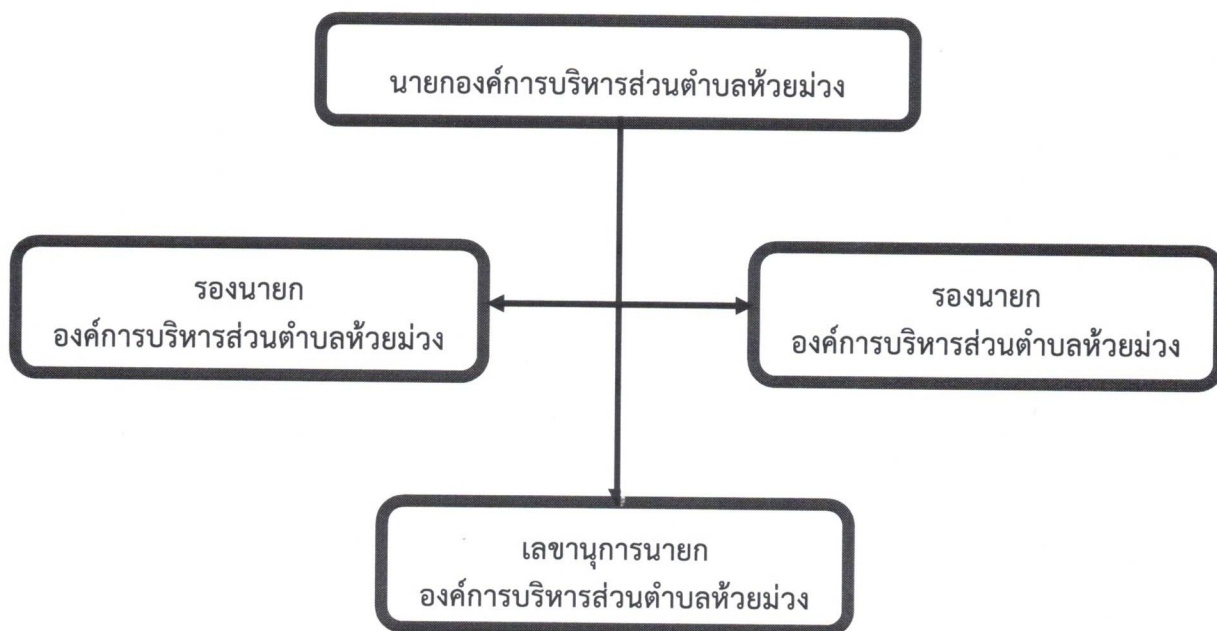 นายกองค์การบริหารส่วนตำบลห้วยม่วง
รองนายก
องค์การบริหารส่วนตำบลห้วยม่วง
รองนายก
องค์การบริหารส่วนตำบลห้วยม่วง
เลขานุการนายก
องค์การบริหารส่วนตำบลห้วยม่วง